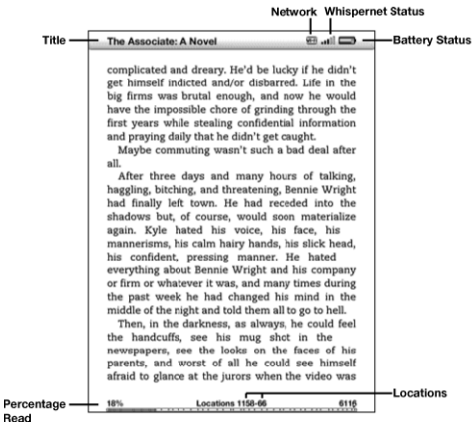 Network Whispernet Status
Title The Associate: A Novel Battery Status
complicated and dreary. He'd be lucky if he didn't
get himself indicted and/or disbarred. Life in the
big firms was brutal enough, and now he would
have the impossible chore of grinding through the
first years while stealing confidential information
and praying daily that he didn't get caught.
Maybe commuting wasn't such a bad deal after
all.
After three days and many hours of talking,
haggling, bitching, and threatening, Bennie Wright
had finally left town. He had receded into the
shadows but, of course, would soon materialize
again. Kyle hated his voice, his face, his
mannerisms, his calm hairy hands, his slick head,
his confident, pressing manner. He hated
everything about Bennie Wright and his company
or firm or whatever it was, and many times during
the past week he had changed his mind in the
middle of the night and told them all to go to hell.
Then, in the darkness, as always, he could feel
the handcuffs, see his mug shot in the
newspapers, see the looks on the faces of his
parents, and worst of all he could see himself
afraid to glance at the jurors when the video was
Locations
Percentage 18% Locations 1158-66 6116
Read